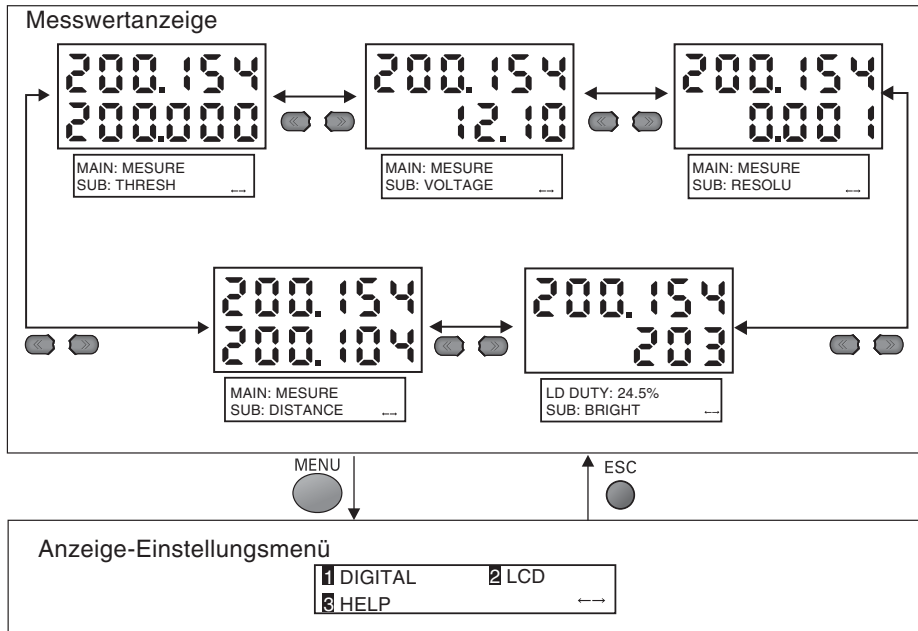 Messwertanzeige
200.154
200.000
MAIN: MESURE
SUB: THRESH ←→
200.154
12.10
MAIN: MESURE
SUB: VOLTAGE ←→
200.154
0.001
MAIN: MESURE
SUB: RESOLU ←→
200.154
200.104
MAIN: MESURE
SUB: DISTANCE ←→
200.154
203
LD DUTY: 24.5%
SUB: BRIGHT ←→
MENU
ESC
Anzeige-Einstellungsmenü
1 DIGITAL 2 LCD
3 HELP ←→